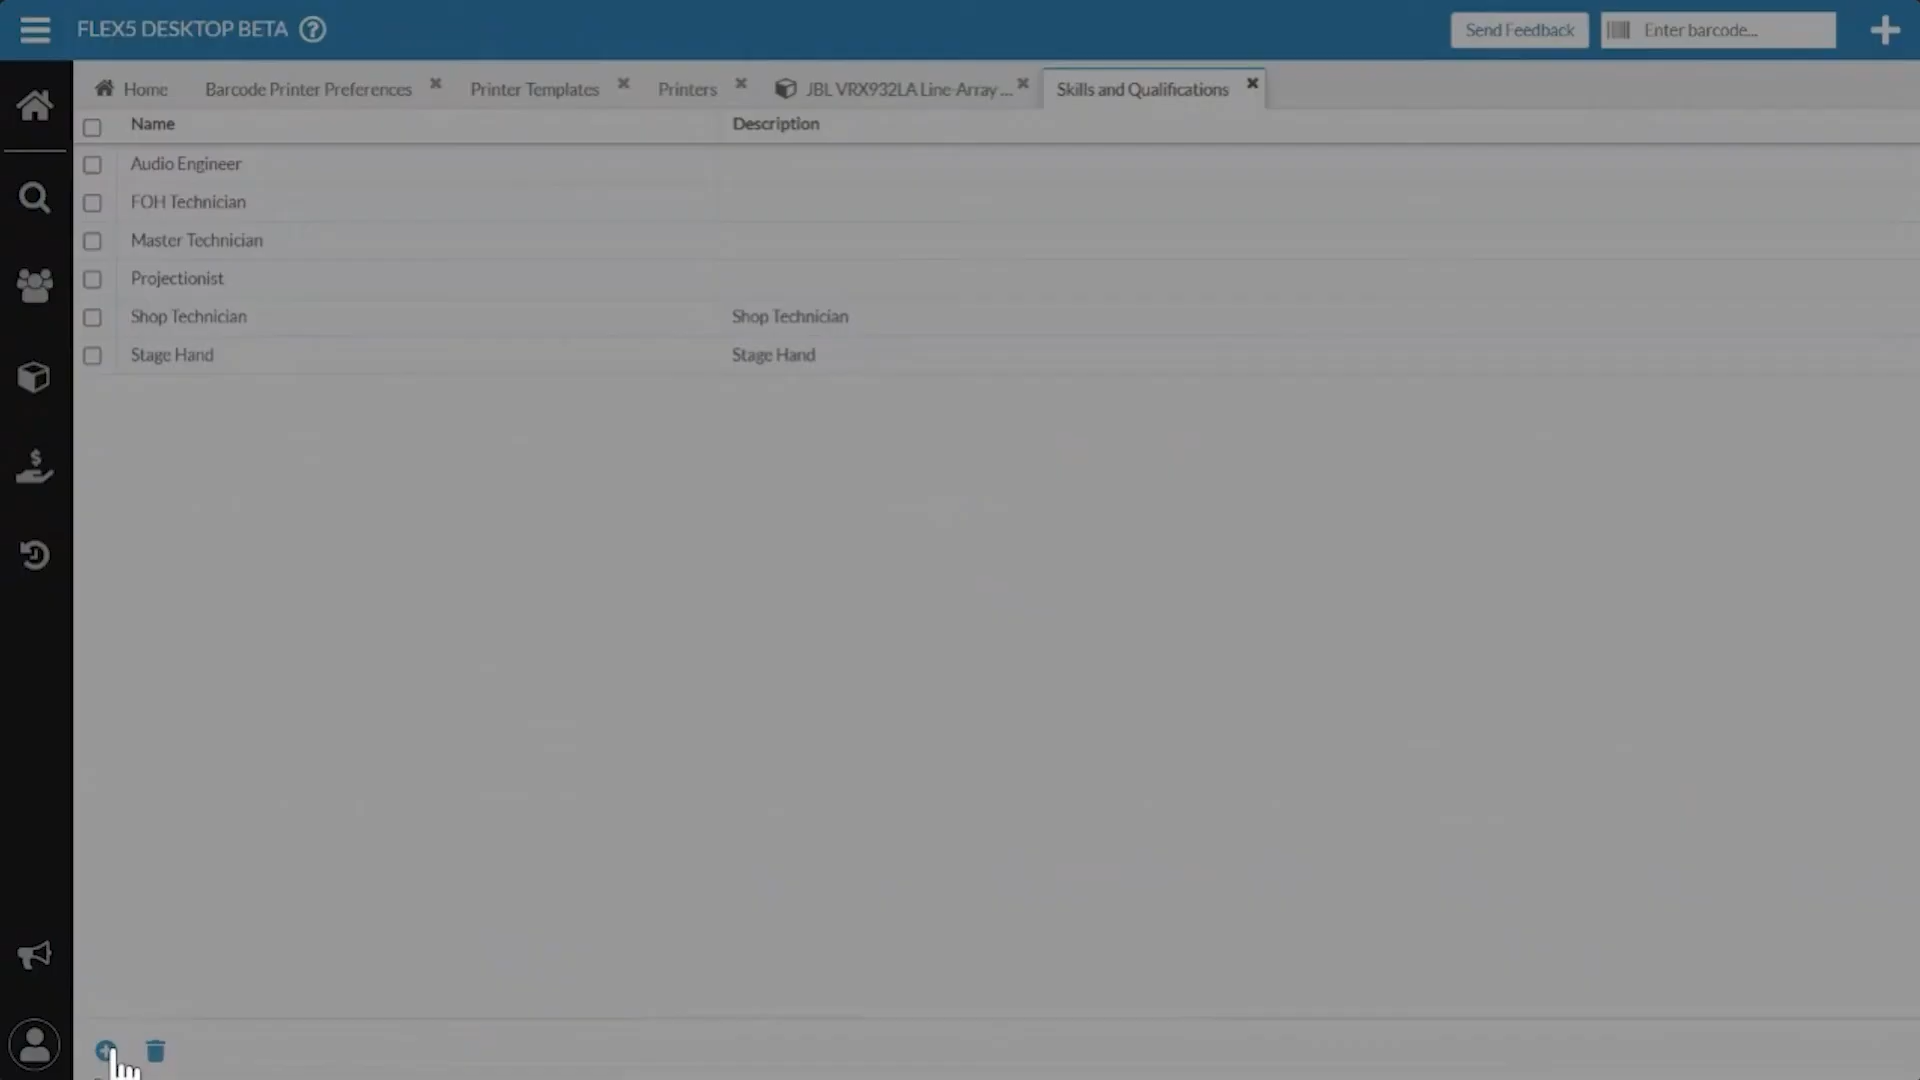 FLEX5 DESKTOP BETA
Send Feedback
Enter barcode...
Home
Barcode Printer Preferences
Printer Templates
Printers
JBL VRX932LA Line-Array ...
Skills and Qualifications
Name Description
Audio Engineer
FOH Technician
Master Technician
Projectionist
Shop Technician Shop Technician
Stage Hand Stage Hand